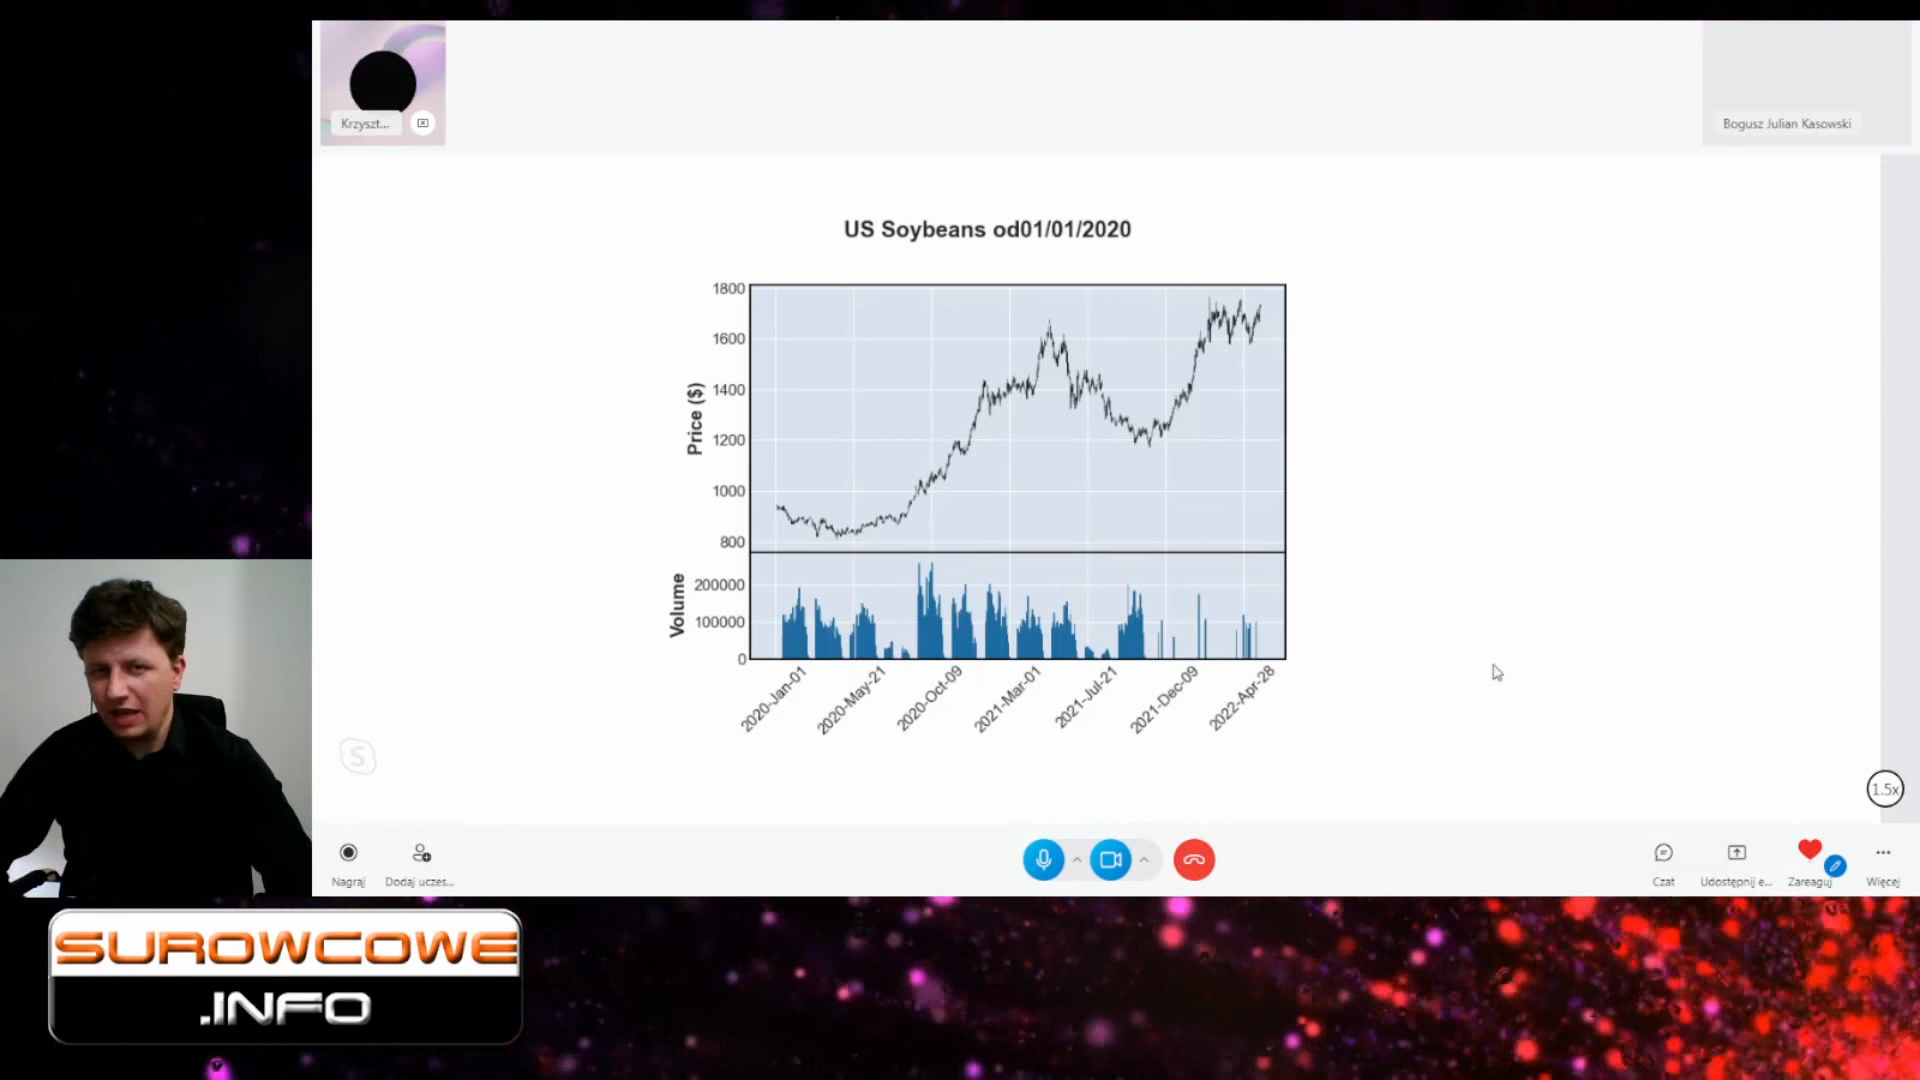 Krzyszt...
Bogusz Julian Kasowski
US Soybeans od01/01/2020
Price ($)
1800
1600
1400
1200
1000
800
Volume
200000
100000
0
2020-Jan-01
2020-May-21
2020-Oct-09
2021-Mar-01
2021-Jul-21
2021-Dec-09
2022-Apr-28
S
1.5x
Nagraj
Dodaj uczes...
Czat
Udostępnij e...
Zareaguj
Więcej
SUROWCOWE
.INFO